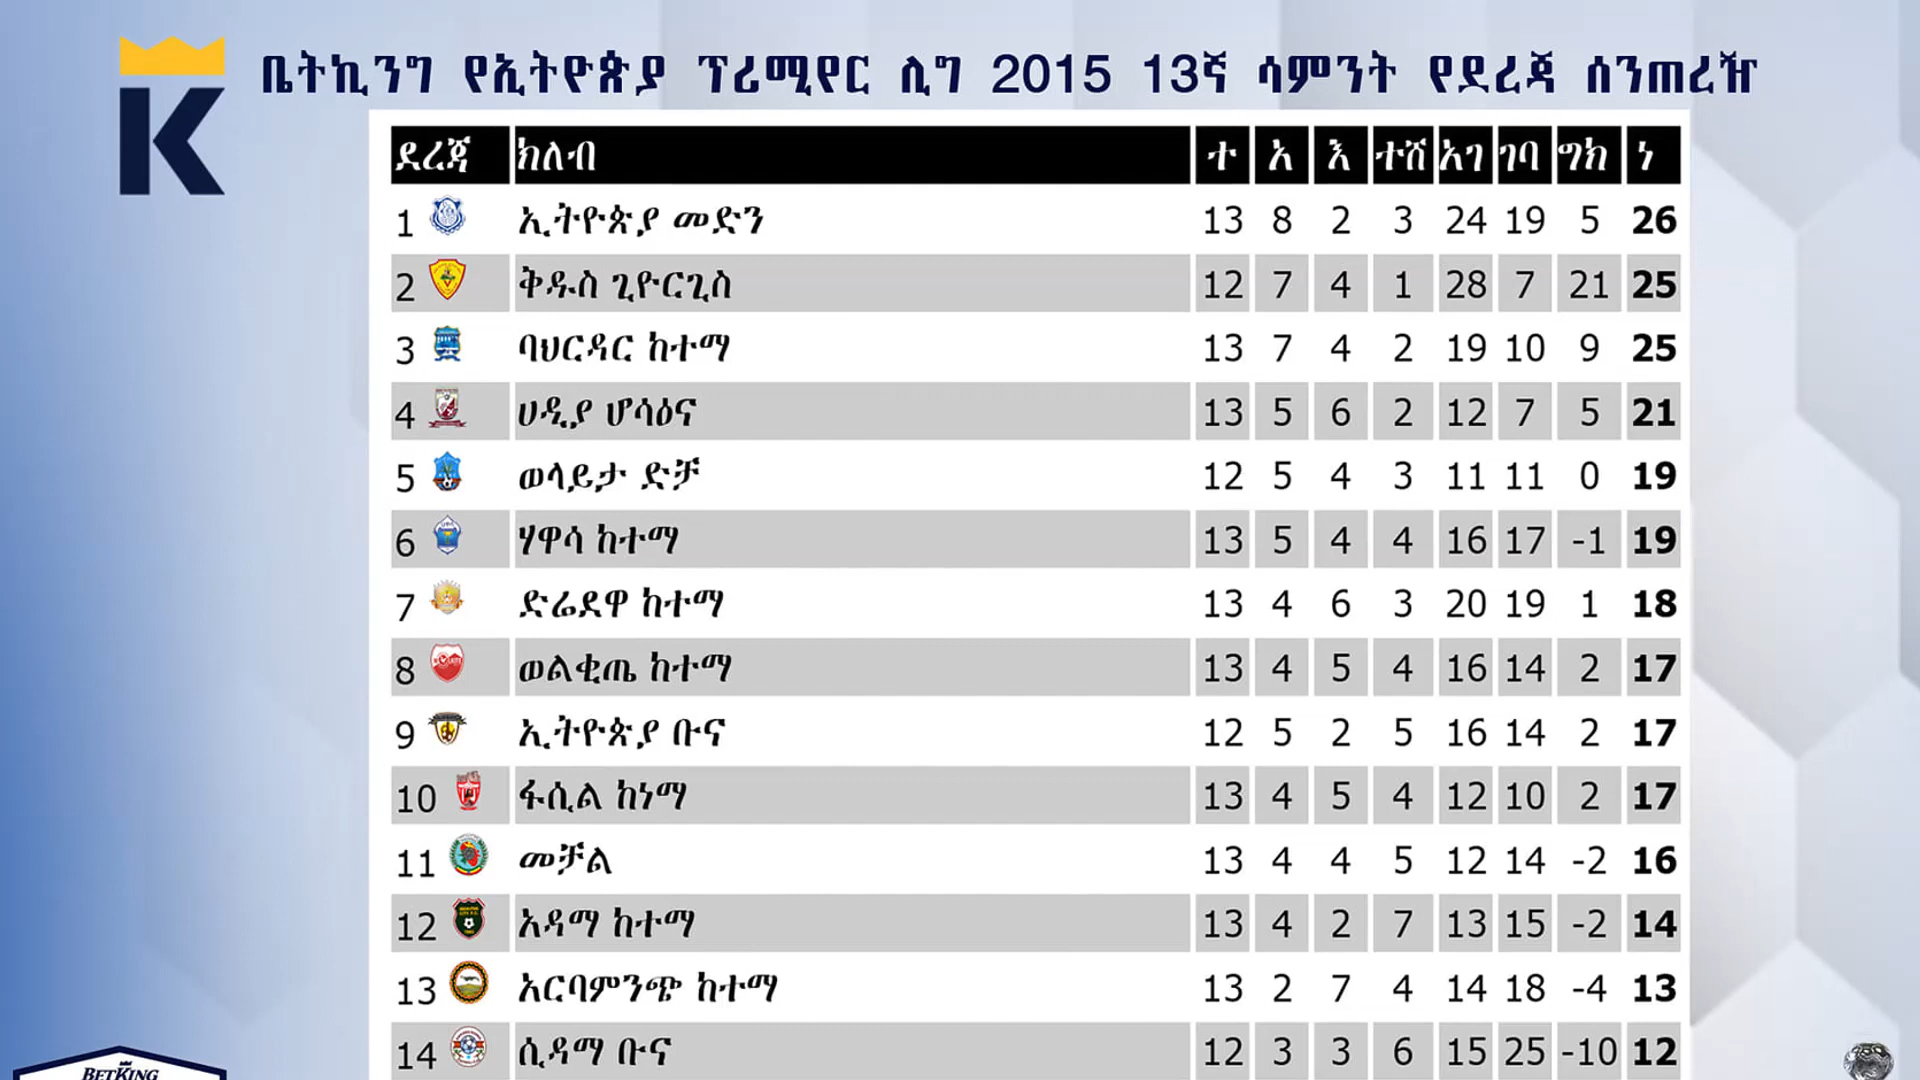 ቤትኪንግ የኢትዮጵያ ፕሪሚየር ሊግ 2015 13ኛ ሳምንት የደረጃ ሰንጠረዥ
K
ደረጃ ክለብ ተ አ እ ተሸ አገ ገባ ግክ ነ
1 ኢትዮጵያ መድን 13 8 2 3 24 19 5 26
2 ቅዱስ ጊዮርጊስ 12 7 4 1 28 7 21 25
3 ባህርዳር ከተማ 13 7 4 2 19 10 9 25
4 ሀዲያ ሆሳዕና 13 5 6 2 12 7 5 21
5 ወላይታ ድቻ 12 5 4 3 11 11 0 19
6 ሃዋሳ ከተማ 13 5 4 4 16 17 -1 19
7 ድሬደዋ ከተማ 13 4 6 3 20 19 1 18
8 ወልቂጤ ከተማ 13 4 5 4 16 14 2 17
9 ኢትዮጵያ ቡና 12 5 2 5 16 14 2 17
10 ፋሲል ከነማ 13 4 5 4 12 10 2 17
11 መቻል 13 4 4 5 12 14 -2 16
12 አዳማ ከተማ 13 4 2 7 13 15 -2 14
13 አርባምንጭ ከተማ 13 2 7 4 14 18 -4 13
14 ሲዳማ ቡና 12 3 3 6 15 25 -10 12
BETKING